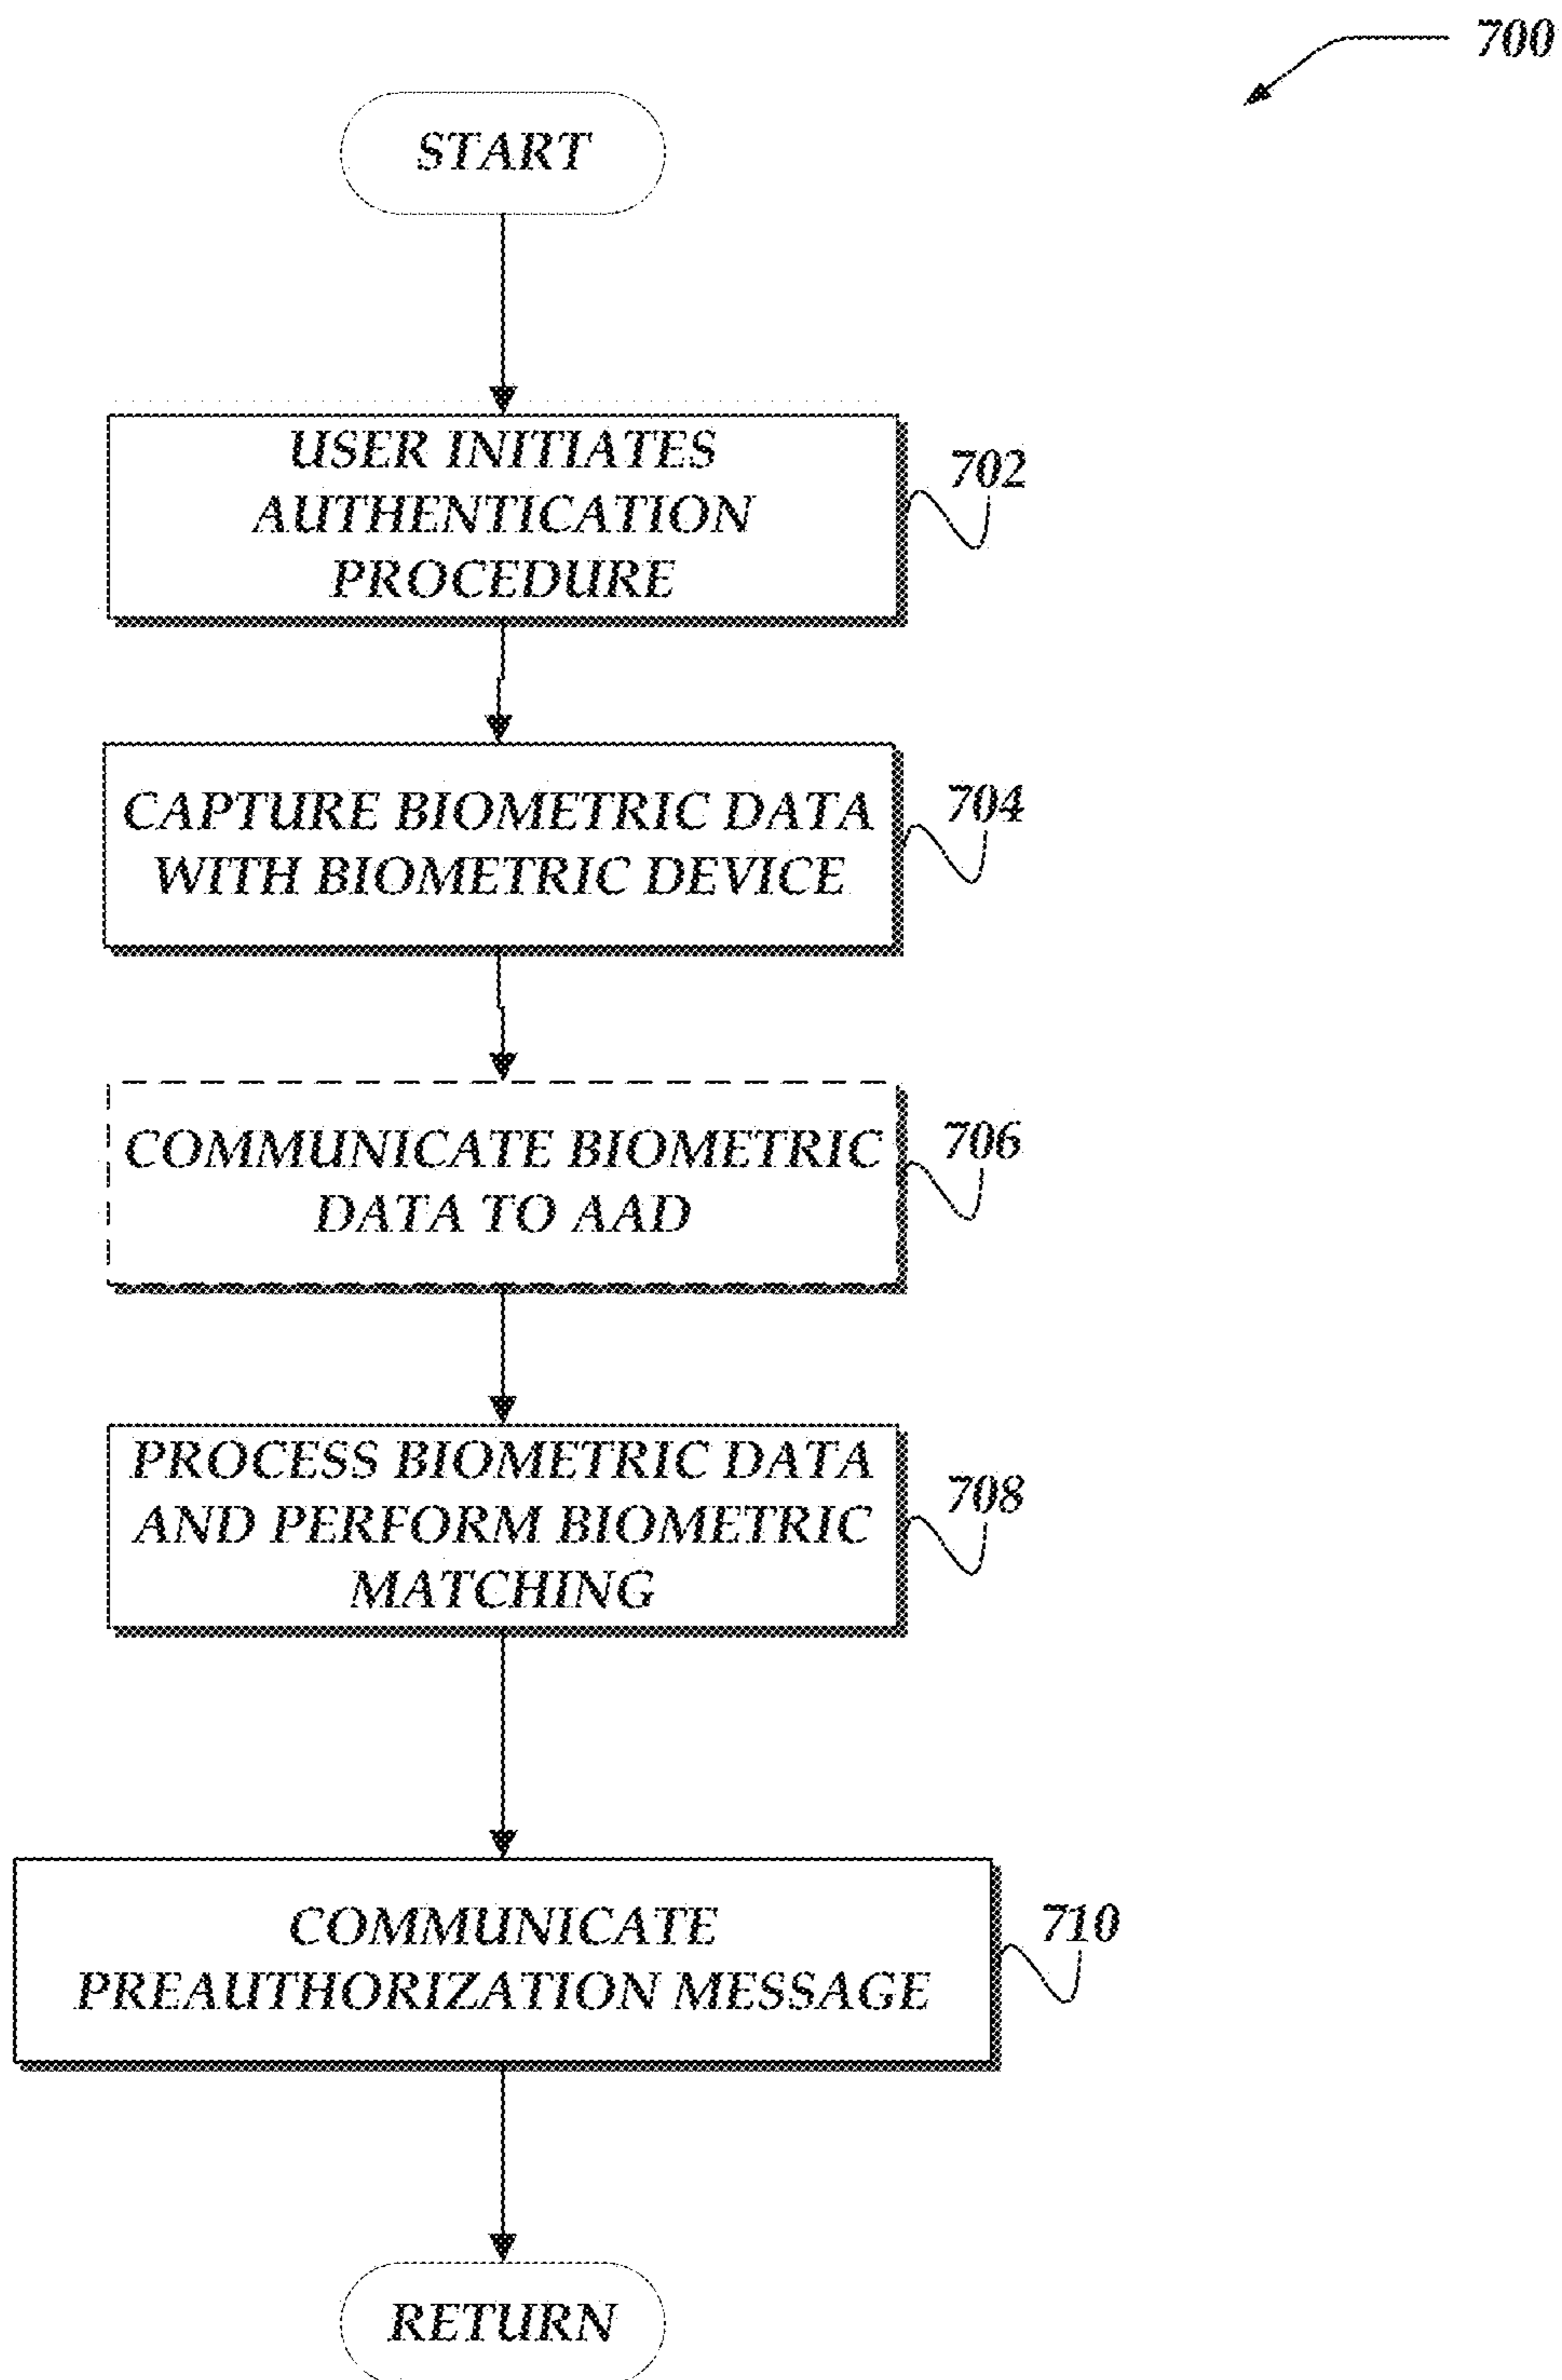 700
START
USER INITIATES
AUTHENTICATION
PROCEDURE
702
CAPTURE BIOMETRIC DATA
WITH BIOMETRIC DEVICE
704
COMMUNICATE BIOMETRIC
DATA TO AAD
706
PROCESS BIOMETRIC DATA
AND PERFORM BIOMETRIC
MATCHING
708
COMMUNICATE
PREAUTHORIZATION MESSAGE
710
RETURN